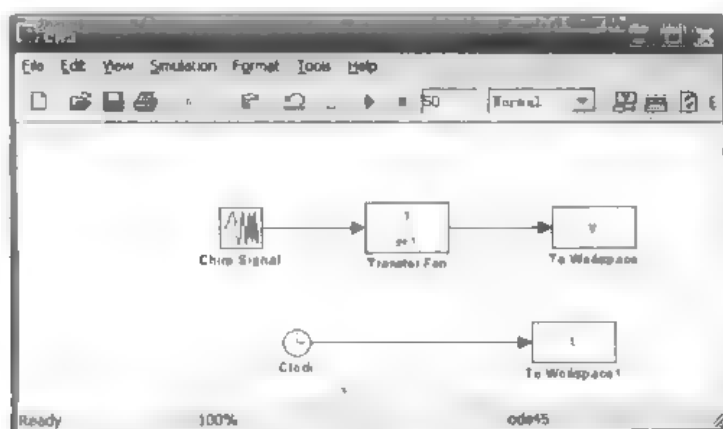 File Edit View Simulation Format Tools Help
50 Normal
1
s+1
Chirp Signal
Transfer Fcn
To Workspace
t
Clock
To Workspace1
Ready 100% ode45